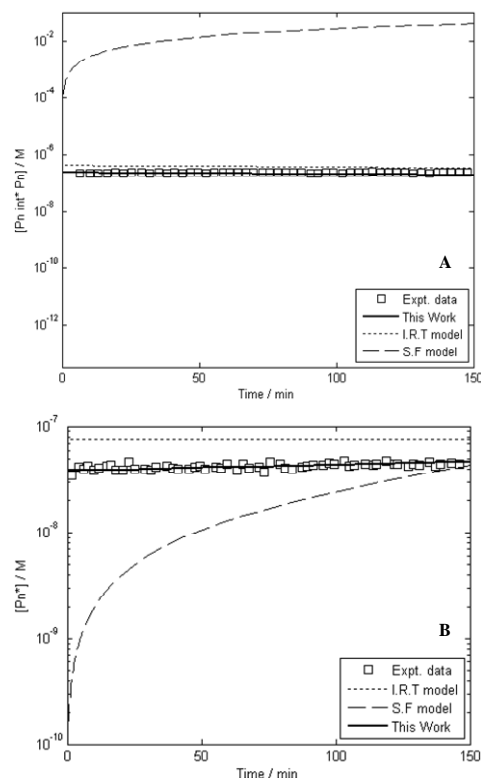 10^-2
10^-4
10^-6
10^-8
10^-10
10^-12
[Pn int* Pn] / M
A
Expt. data
This Work
I.R.T model
S.F model
0
50
100
150
Time / min
10^-7
10^-8
10^-9
10^-10
[Pn*] / M
B
Expt. data
I.R.T model
S.F model
This Work
0
50
100
150
Time / min